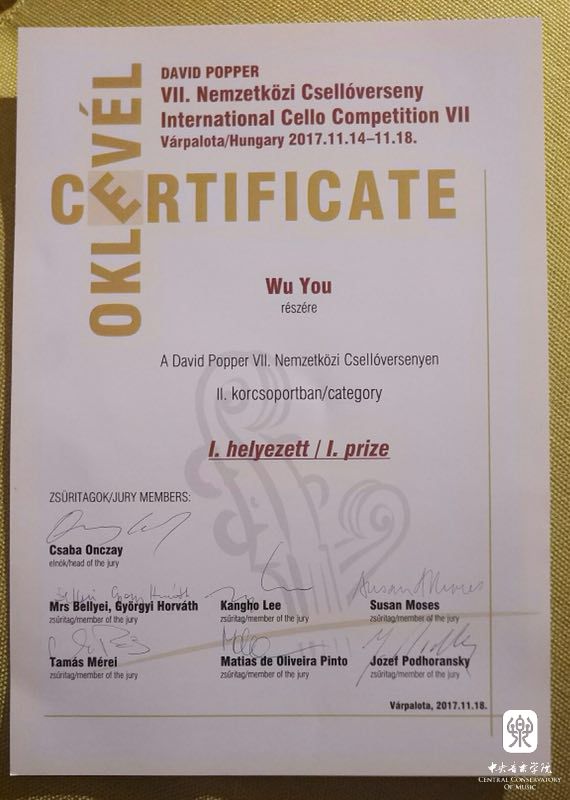 OKLEVÉL
DAVID POPPER
VII. Nemzetközi Csellóverseny
International Cello Competition VII
Várpalota/Hungary 2017.11.14–11.18.
CERTIFICATE
Wu You
részére
A David Popper VII. Nemzetközi Csellóversenyen
II. korcsoportban/category
I. helyezett / I. prize
ZSŰRITAGOK/JURY MEMBERS:
Csaba Onczay
elnök/head of the jury
Mrs Bellyei, Györgyi Horváth Kangho Lee Susan Moses
zsűritag/member of the jury zsűritag/member of the jury zsűritag/member of the jury
Tamás Mérei Matias de Oliveira Pinto Jozef Podhoransky
zsűritag/member of the jury zsűritag/member of the jury zsűritag/member of the jury
Várpalota, 2017.11.18.
中央音乐学院
CENTRAL CONSERVATORY
OF MUSIC